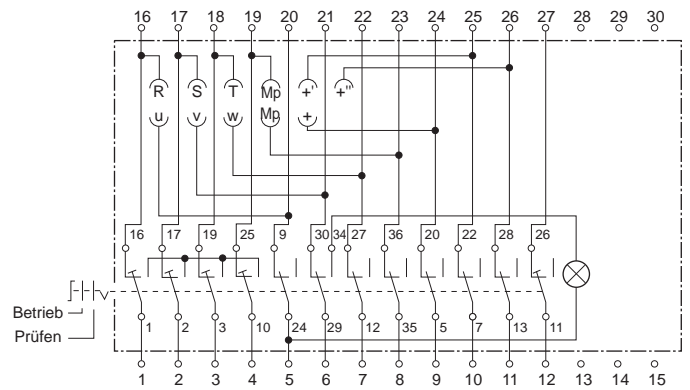 16 17 18 19 20 21 22 23 24 25 26 27 28 29 30
R S T Mp +' +"
u v w Mp +
16 17 19 25 9 30 34 27 36 20 22 28 26
Betrieb
Prüfen
1 2 3 10 24 29 12 35 5 7 13 11
1 2 3 4 5 6 7 8 9 10 11 12 13 14 15